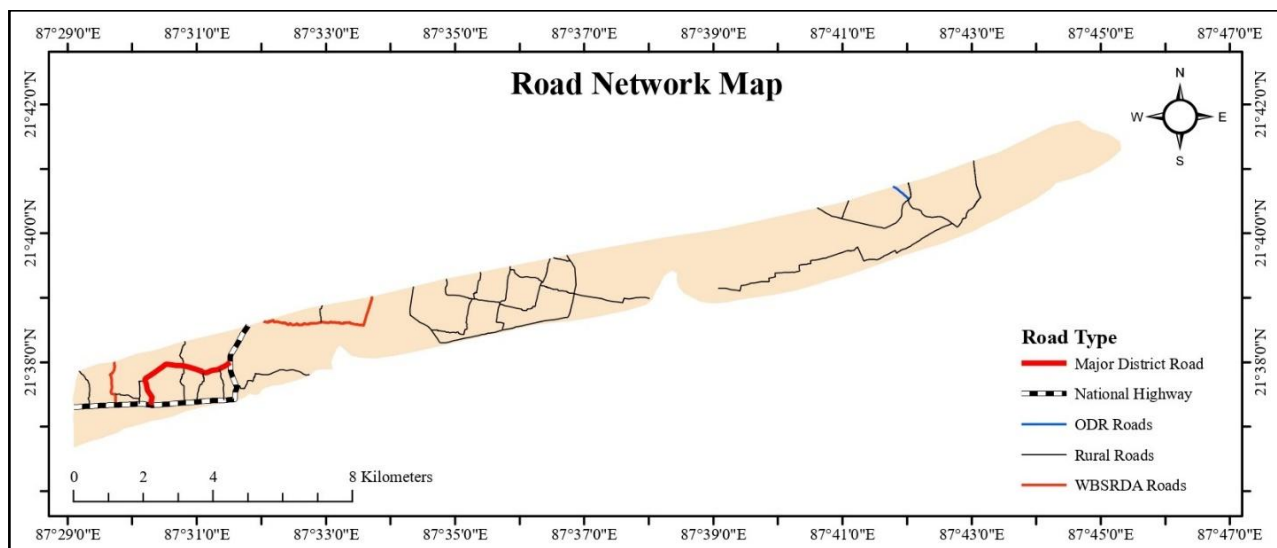 87°29'0"E 87°31'0"E 87°33'0"E 87°35'0"E 87°37'0"E 87°39'0"E 87°41'0"E 87°43'0"E 87°45'0"E 87°47'0"E
Road Network Map
N
W E
S
21°42'0"N 21°42'0"N
21°40'0"N 21°40'0"N
21°38'0"N 21°38'0"N
Road Type
Major District Road
National Highway
ODR Roads
Rural Roads
WBSRDA Roads
0 2 4 8 Kilometers
87°29'0"E 87°31'0"E 87°33'0"E 87°35'0"E 87°37'0"E 87°39'0"E 87°41'0"E 87°43'0"E 87°45'0"E 87°47'0"E